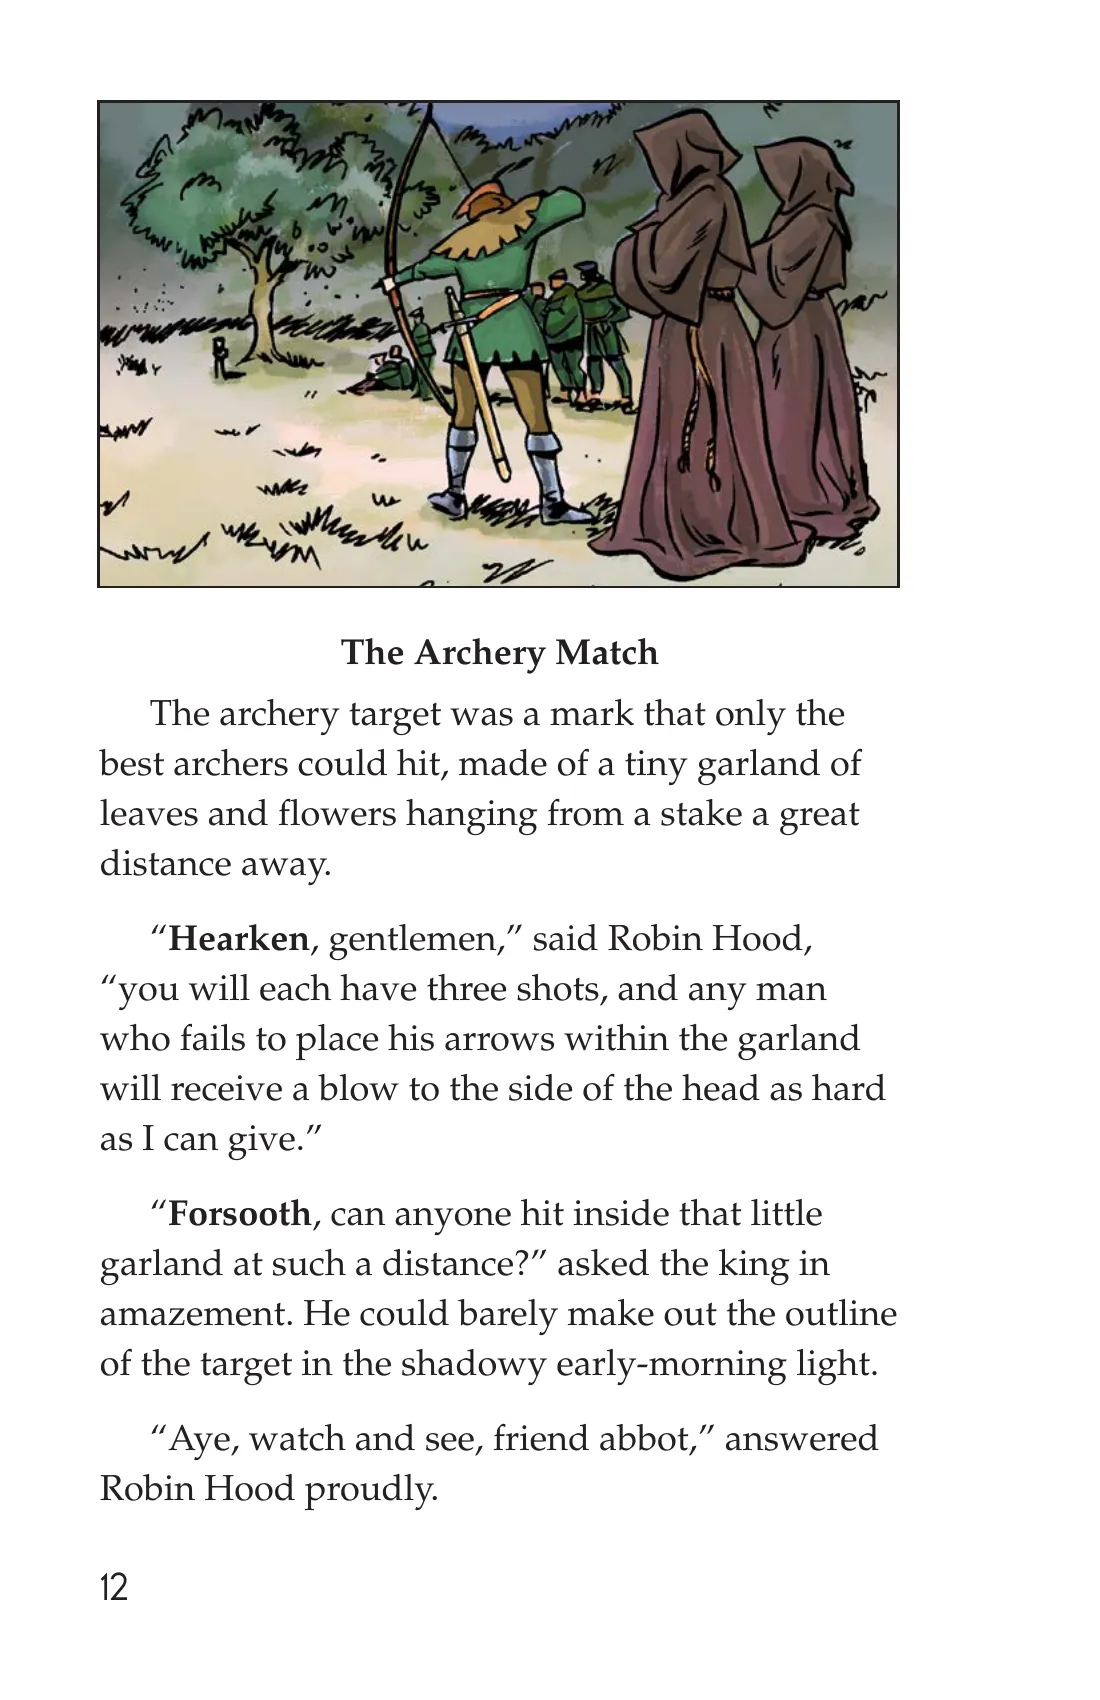 The Archery Match
The archery target was a mark that only the
best archers could hit, made of a tiny garland of
leaves and flowers hanging from a stake a great
distance away.
“Hearken, gentlemen,” said Robin Hood,
“you will each have three shots, and any man
who fails to place his arrows within the garland
will receive a blow to the side of the head as hard
as I can give.”
“Forsooth, can anyone hit inside that little
garland at such a distance?” asked the king in
amazement. He could barely make out the outline
of the target in the shadowy early-morning light.
“Aye, watch and see, friend abbot,” answered
Robin Hood proudly.
12